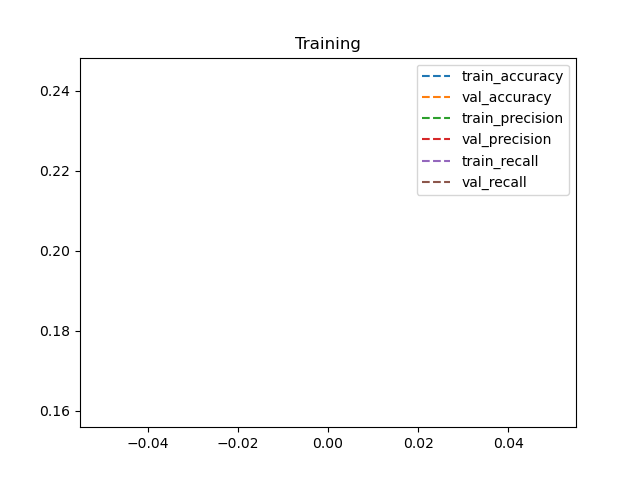 Training
train_accuracy
val_accuracy
train_precision
val_precision
train_recall
val_recall
0.24
0.22
0.20
0.18
0.16
−0.04 −0.02 0.00 0.02 0.04